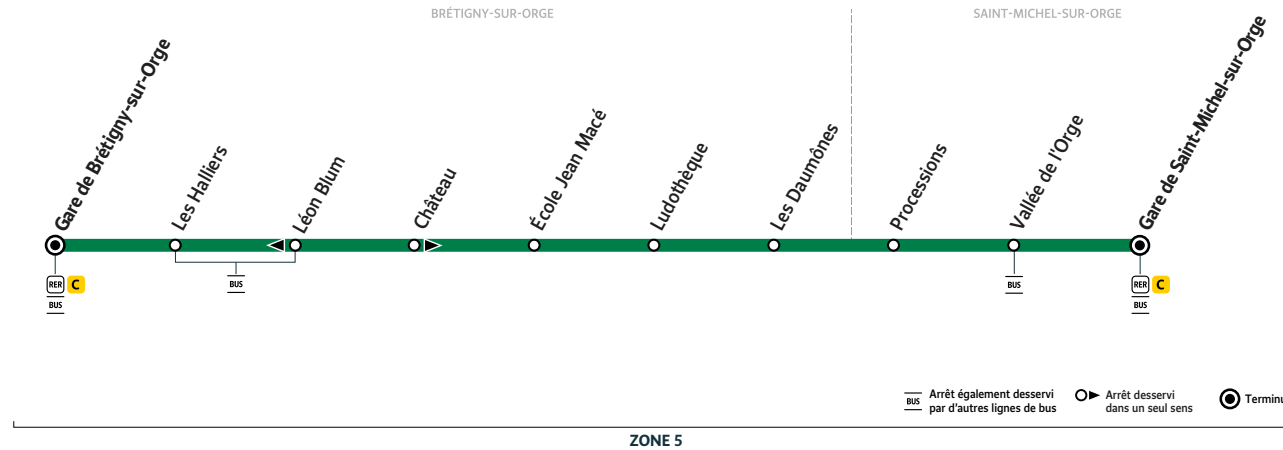 BRÉTIGNY-SUR-ORGE
SAINT-MICHEL-SUR-ORGE
Gare de Brétigny-sur-Orge
Les Halliers
Léon Blum
Château
École Jean Macé
Ludothèque
Les Daumônes
Processions
Vallée de l'Orge
Gare de Saint-Michel-sur-Orge
RER C
BUS
BUS
BUS
RER C
BUS
BUS Arrêt également desservi
par d'autres lignes de bus
Arrêt desservi
dans un seul sens
Terminu
ZONE 5